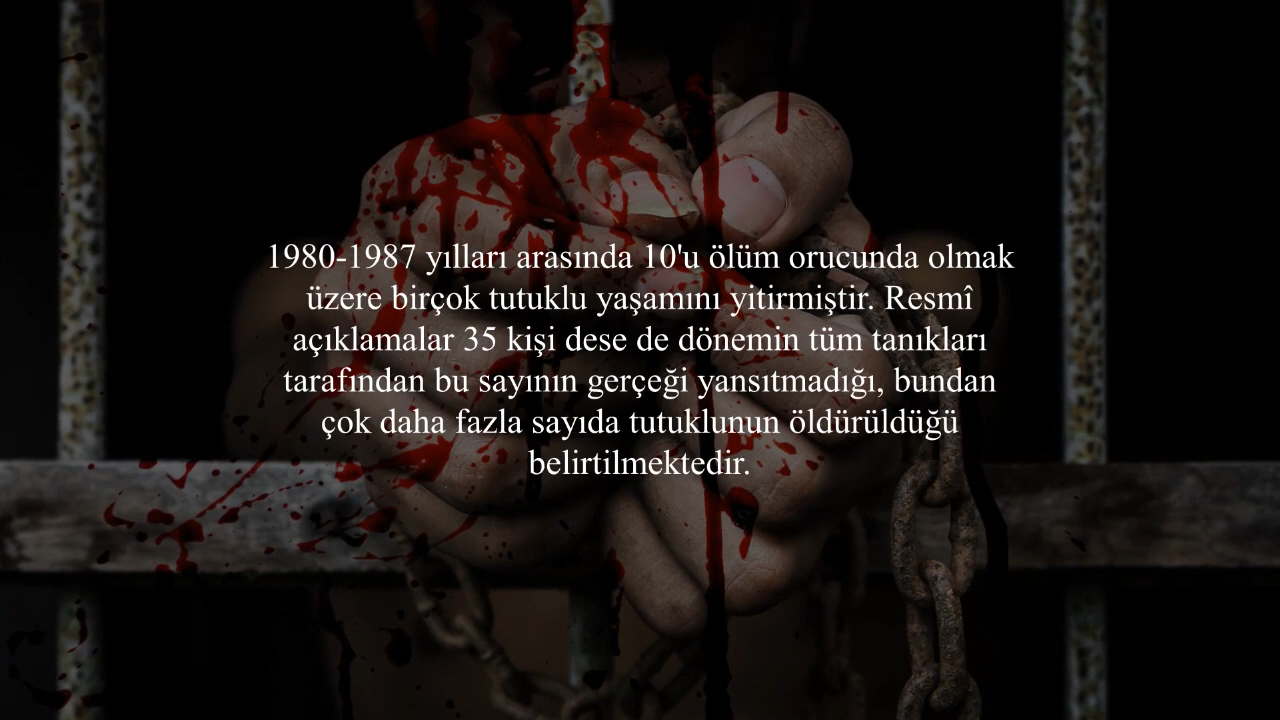 1980-1987 yılları arasında 10'u ölüm orucunda olmak
üzere birçok tutuklu yaşamını yitirmiştir. Resmî
açıklamalar 35 kişi dese de dönemin tüm tanıkları
tarafından bu sayının gerçeği yansıtmadığı, bundan
çok daha fazla sayıda tutuklunun öldürüldüğü
belirtilmektedir.